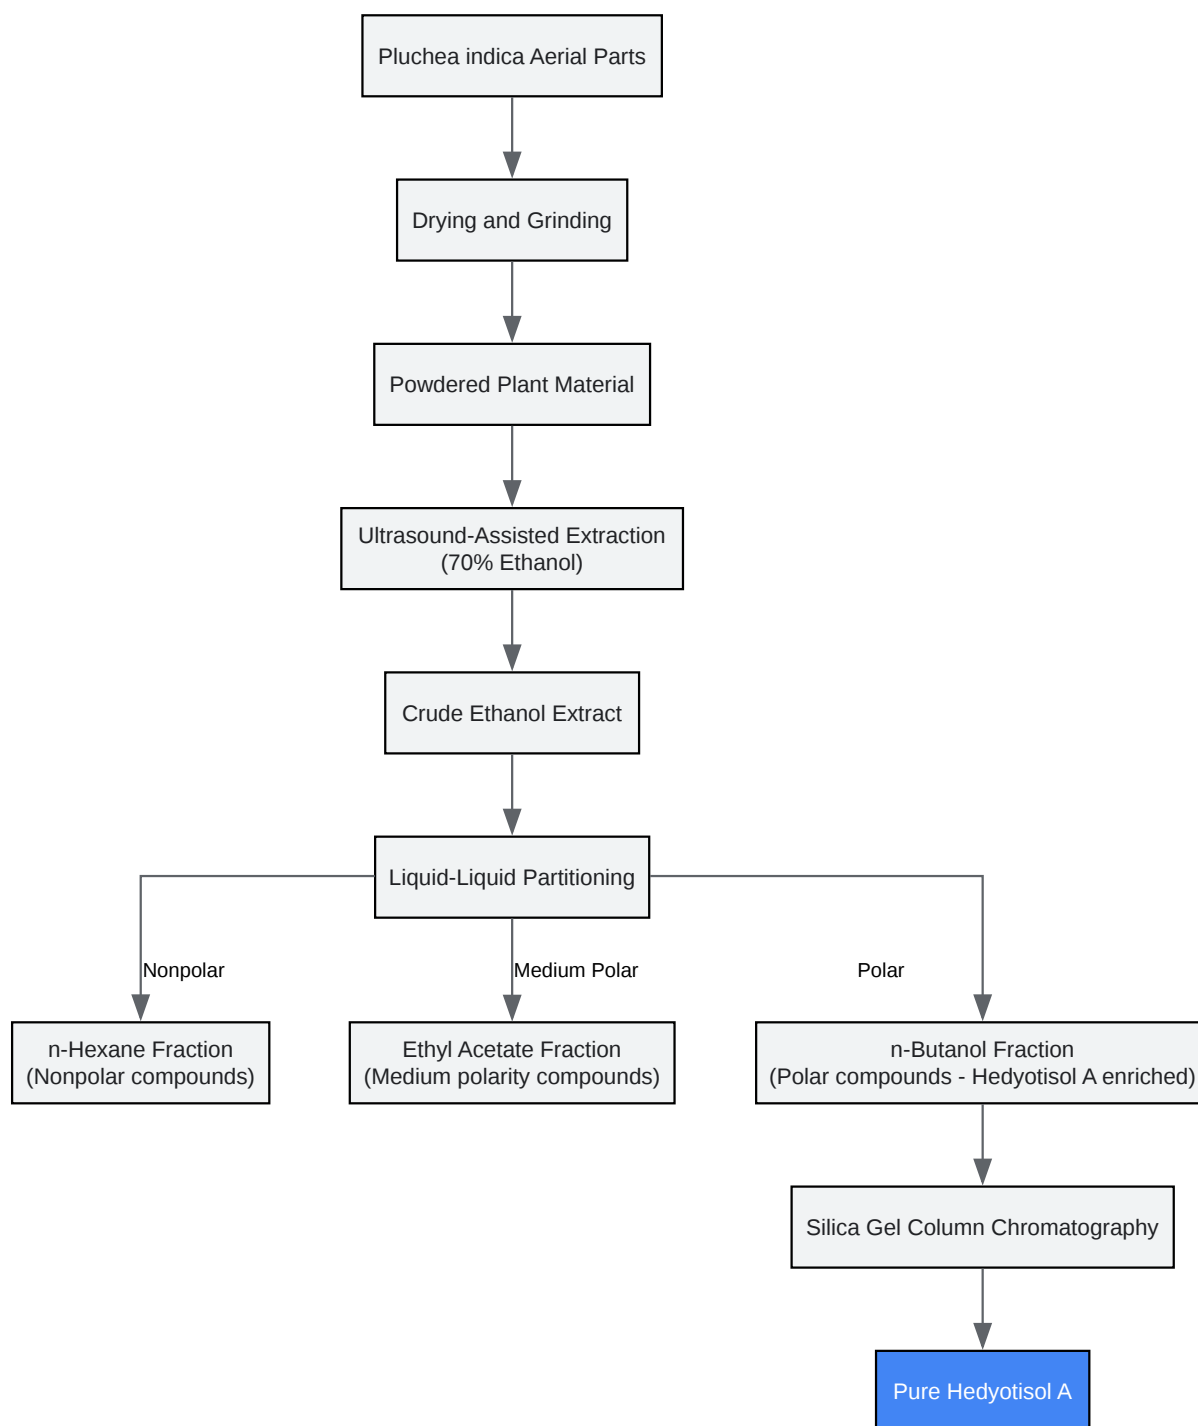 Pluchea indica Aerial Parts
Drying and Grinding
Powdered Plant Material
Ultrasound-Assisted Extraction
(70% Ethanol)
Crude Ethanol Extract
Liquid-Liquid Partitioning
Nonpolar
Medium Polar
Polar
n-Hexane Fraction
(Nonpolar compounds)
Ethyl Acetate Fraction
(Medium polarity compounds)
n-Butanol Fraction
(Polar compounds - Hedyotisol A enriched)
Silica Gel Column Chromatography
Pure Hedyotisol A